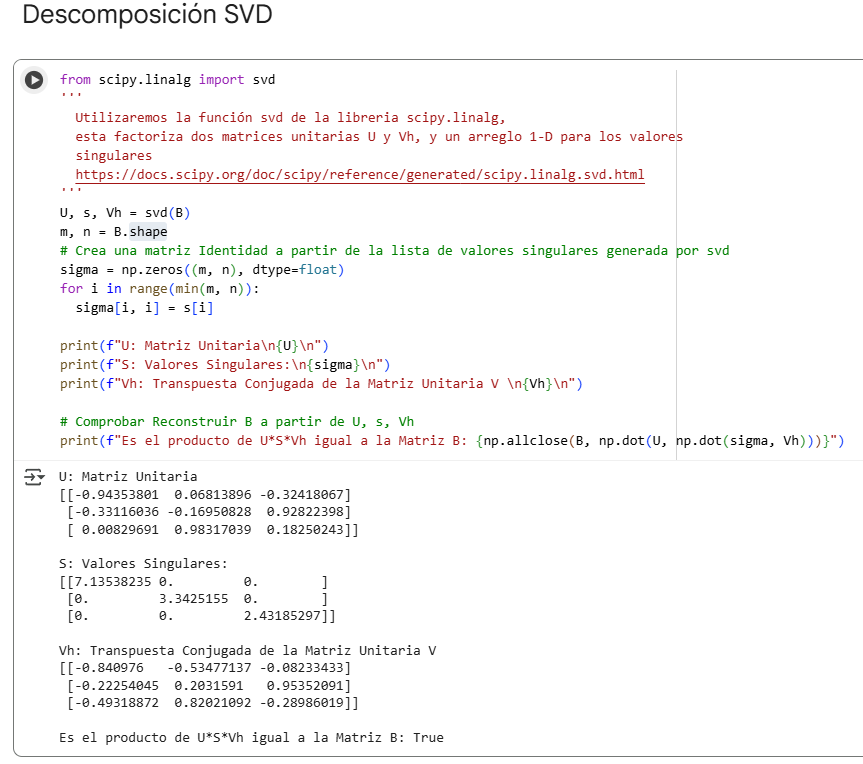 Descomposición SVD
from scipy.linalg import svd
'''
  Utilizaremos la función svd de la libreria scipy.linalg,
  esta factoriza dos matrices unitarias U y Vh, y un arreglo 1-D para los valores
  singulares
  https://docs.scipy.org/doc/scipy/reference/generated/scipy.linalg.svd.html
'''
U, s, Vh = svd(B)
m, n = B.shape
# Crea una matriz Identidad a partir de la lista de valores singulares generada por svd
sigma = np.zeros((m, n), dtype=float)
for i in range(min(m, n)):
  sigma[i, i] = s[i]
print(f"U: Matriz Unitaria\n{U}\n")
print(f"S: Valores Singulares:\n{sigma}\n")
print(f"Vh: Transpuesta Conjugada de la Matriz Unitaria V \n{Vh}\n")
# Comprobar Reconstruir B a partir de U, s, Vh
print(f"Es el producto de U*S*Vh igual a la Matriz B: {np.allclose(B, np.dot(U, np.dot(sigma, Vh)))}")
U: Matriz Unitaria
[[-0.94353801  0.06813896 -0.32418067]
 [-0.33116036 -0.16950828  0.92822398]
 [ 0.00829691  0.98317039  0.18250243]]
S: Valores Singulares:
[[7.13538235 0.         0.        ]
 [0.         3.3425155  0.        ]
 [0.         0.         2.43185297]]
Vh: Transpuesta Conjugada de la Matriz Unitaria V
[[-0.840976   -0.53477137 -0.08233433]
 [-0.22254045  0.2031591   0.95352091]
 [-0.49318872  0.82021092 -0.28986019]]
Es el producto de U*S*Vh igual a la Matriz B: True